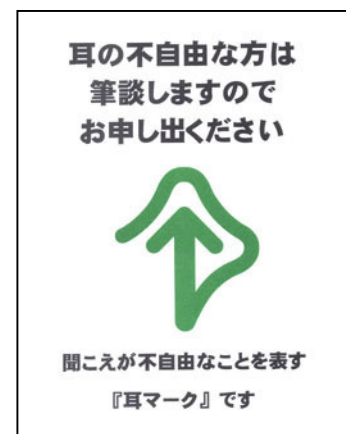 耳の不自由な方は
筆談しますので
お申し出ください
聞こえが不自由なことを表す
『耳マーク』です